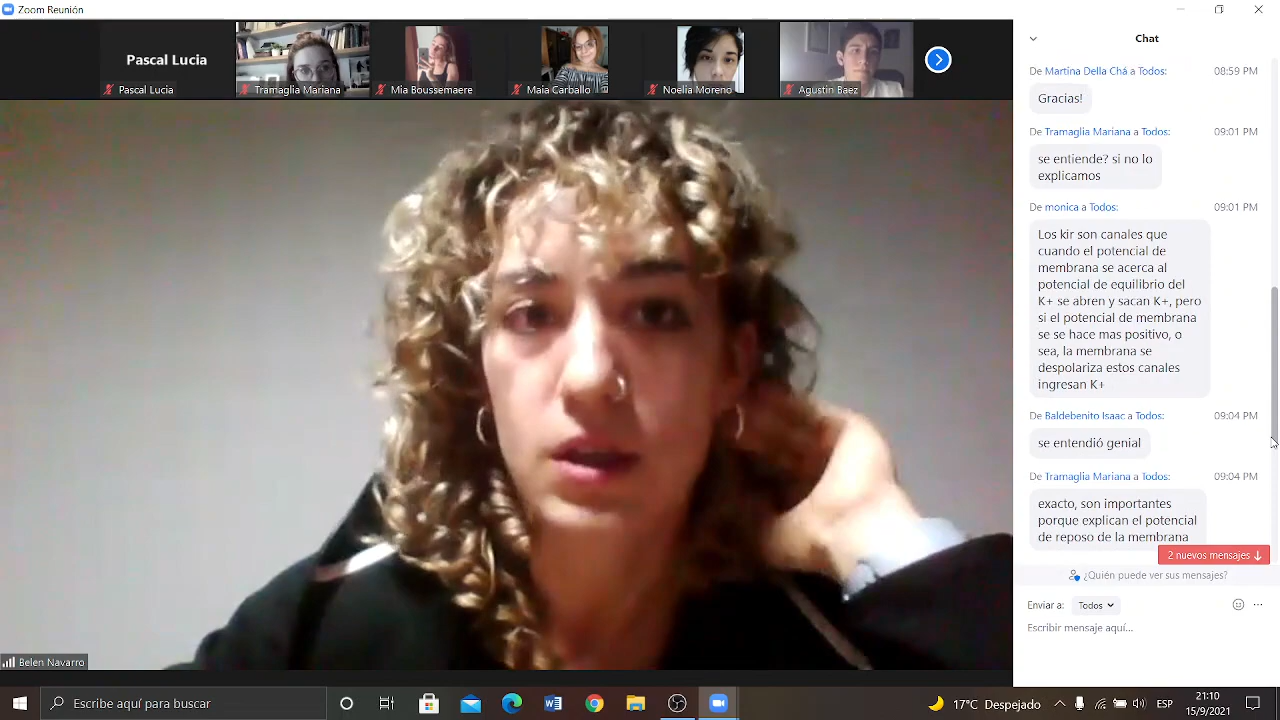 Zoom Reunión
Pascal Lucia
Pascal Lucia
Tramaglia Mariana
Mia Boussemaere
Maia Carballo
Noelia Moreno
Agustin Baez
Belen Navarro
Chat
De Martina Della Chá a Todos: 08:59 PM
Gracias!
De Tramaglia Mariana a Todos: 09:01 PM
se entiende? si no lo
explicamos
De monica a Todos: 09:01 PM
Los kir son canales que
cuando el potencial de
membrana se acerca al
potencial de equilibrio del
K+ se abren y sacan K+, pero
si el potencial de membrana
se se hace mas positivo, o
sea, la membrana se
despolariza estos canales
ingresan K+
De Baldebenito Isaac a Todos: 09:04 PM
se entendió genial
De Tramaglia Mariana a Todos: 09:04 PM
exacto, son importantes
porque explican el potencial
de reposo de la membrana
2 nuevos mensajes
¿Quién puede ver sus mensajes?
Enviar a: Todos
Escribir mensaje aquí...
Escribe aquí para buscar
17°C Despejado
21:10
15/9/2021